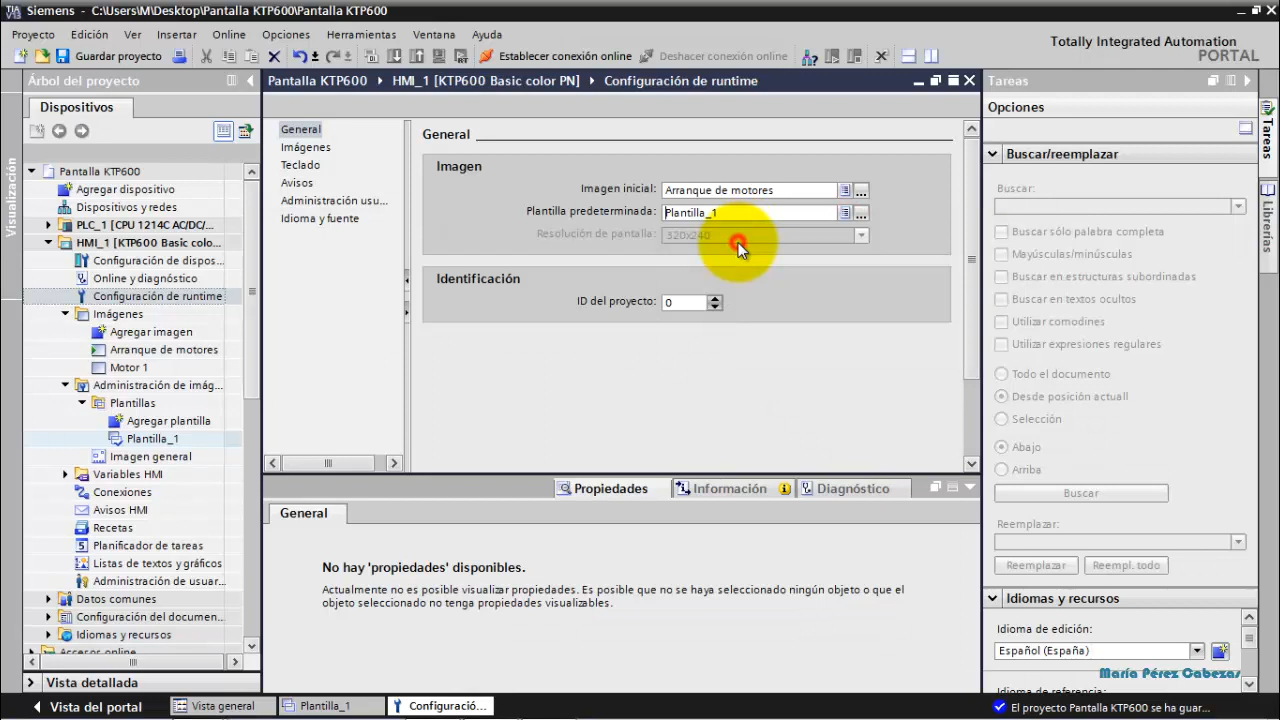 Siemens - C:\Users\M\Desktop\Pantalla KTP600\Pantalla KTP600
Proyecto Edición Ver Insertar Online Opciones Herramientas Ventana Ayuda
Totally Integrated Automation
PORTAL
Guardar proyecto
Establecer conexión online
Deshacer conexión online
Árbol del proyecto
Pantalla KTP600 HMI_1 [KTP600 Basic color PN] Configuración de runtime
Tareas
Visualización
Dispositivos
Pantalla KTP600
Agregar dispositivo
Dispositivos y redes
PLC_1 [CPU 1214C AC/DC/...
HMI_1 [KTP600 Basic colo...
Configuración de dispos...
Online y diagnóstico
Configuración de runtime
Imágenes
Agregar imagen
Arranque de motores
Motor 1
Administración de imág...
Plantillas
Agregar plantilla
Plantilla_1
Imagen general
Variables HMI
Conexiones
Avisos HMI
Recetas
Planificador de tareas
Listas de textos y gráficos
Administración de usuar...
Datos comunes
Configuración del documen...
Idiomas y recursos
Accesos online
Vista detallada
General
Imágenes
Teclado
Avisos
Administración usu...
Idioma y fuente
General
Imagen
Imagen inicial: Arranque de motores ...
Plantilla predeterminada: Plantilla_1 ...
Resolución de pantalla: 320x240
Identificación
ID del proyecto: 0
Propiedades
Información
Diagnóstico
General
No hay 'propiedades' disponibles.
Actualmente no es posible visualizar propiedades. Es posible que no se haya seleccionado ningún objeto o que el
objeto seleccionado no tenga propiedades visualizables.
Opciones
Buscar/reemplazar
Buscar:
Buscar sólo palabra completa
Mayúsculas/minúsculas
Buscar en estructuras subordinadas
Buscar en textos ocultos
Utilizar comodines
Utilizar expresiones regulares
Todo el documento
Desde posición actuall
Selección
Abajo
Arriba
Buscar
Reemplazar:
Reemplazar
Reempl. todo
Idiomas y recursos
Idioma de edición:
Español (España)
Idioma de referencia:
María Pérez Cabezas
Tareas
Librerías
Vista del portal
Vista general
Plantilla_1
Configuració...
El proyecto Pantalla KTP600 se ha guar...